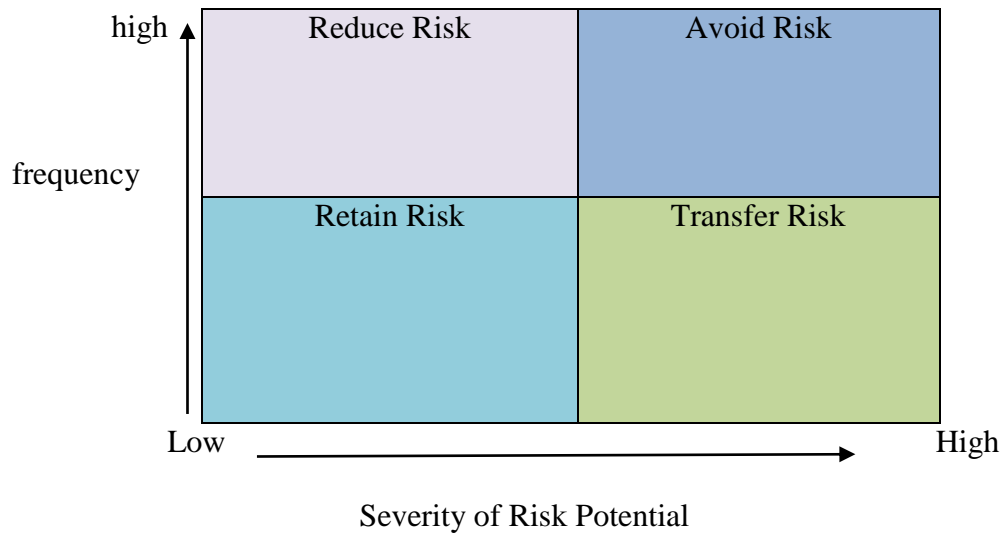 high
Reduce Risk
Avoid Risk
frequency
Retain Risk
Transfer Risk
Low
High
Severity of Risk Potential